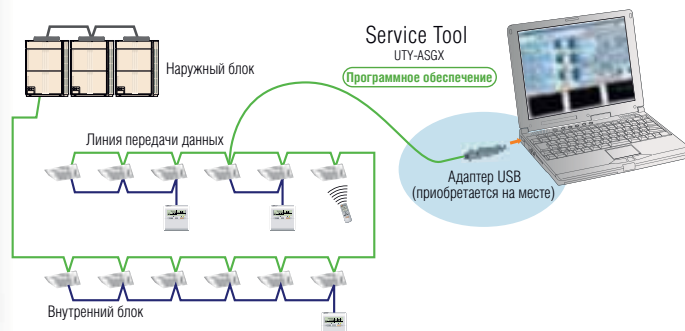 Service Tool
UTY-ASGX
Программное обеспечение
Наружный блок
Линия передачи данных
Адаптер USB
(приобретается на месте)
Внутренний блок